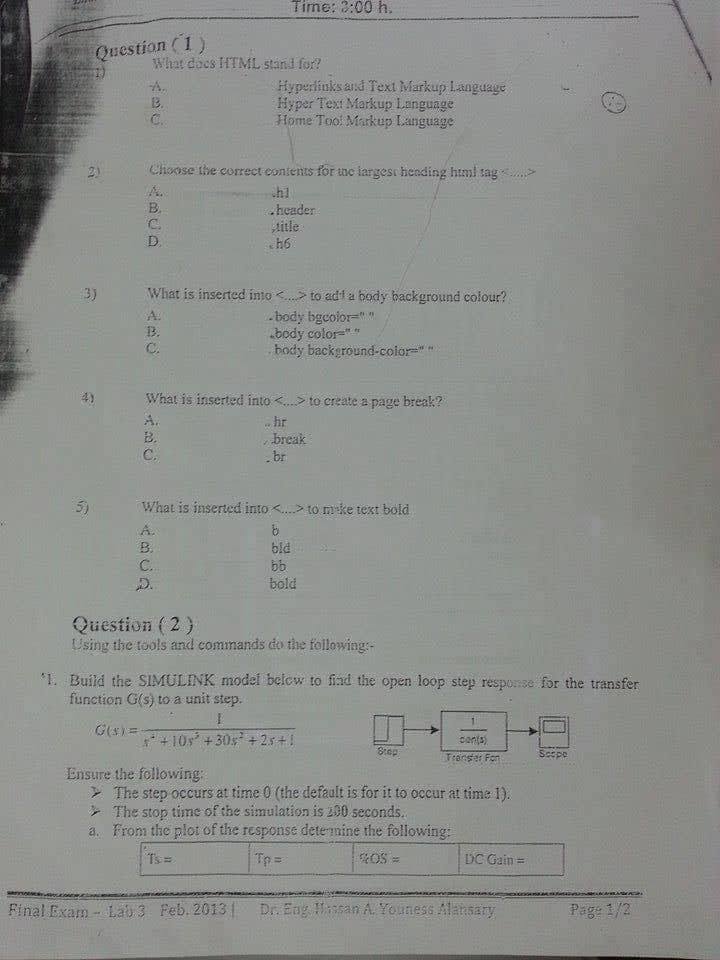 Time: 3:00 h.
Question (1)
1) What does HTML stand for?
A. Hyperlinks and Text Markup Language
B. Hyper Text Markup Language
C. Home Tool Markup Language
2) Choose the correct contents for the largest heading html tag <.....>
A. .h1
B. .header
C. .title
D. .h6
3) What is inserted into <....> to add a body background colour?
A. .body bgcolor=" "
B. .body color=" "
C. .body background-color=" "
4) What is inserted into <....> to create a page break?
A. .hr
B. .break
C. .br
5) What is inserted into <....> to make text bold
A. b
B. bld
C. bb
D. bold
Question (2)
Using the tools and commands do the following:-
1. Build the SIMULINK model below to find the open loop step response for the transfer
function G(s) to a unit step.
G(s) = 1 / s⁴ + 10s³ + 30s² + 2s + 1
1
den(s)
Step
Transfer Fcn
Scope
Ensure the following:
➢ The step occurs at time 0 (the default is for it to occur at time 1).
➢ The stop time of the simulation is 200 seconds.
a. From the plot of the response determine the following:
Ts = Tp = %OS = DC Gain =
Final Exam - Lab 3 Feb. 2013 | Dr. Eng. Hassan A. Youness Alansary Page 1/2